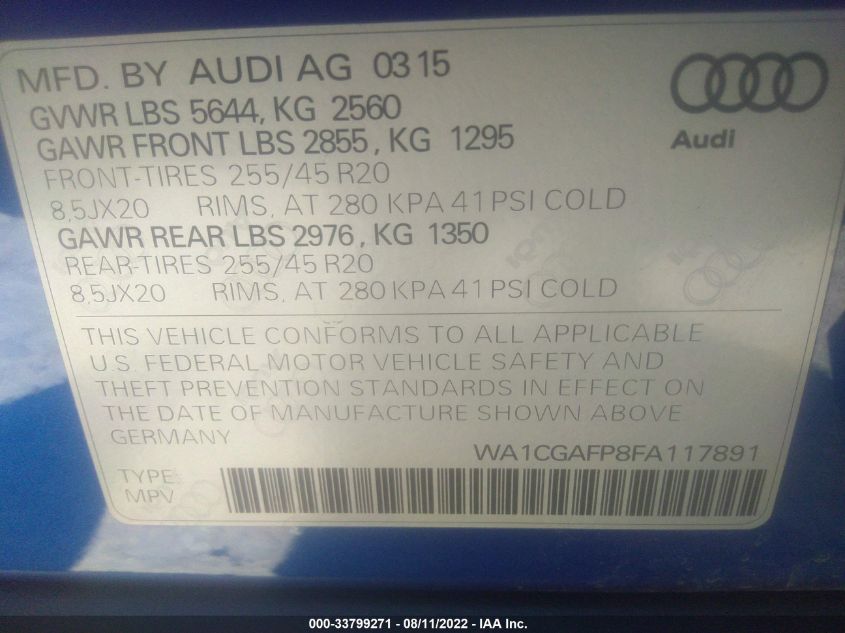 MFD. BY AUDI AG 0315
GVWR LBS 5644, KG 2560
GAWR FRONT LBS 2855, KG 1295
FRONT-TIRES 255/45 R20
8,5JX20 RIMS, AT 280 KPA 41 PSI COLD
GAWR REAR LBS 2976, KG 1350
REAR-TIRES 255/45 R20
8,5JX20 RIMS, AT 280 KPA 41 PSI COLD
Audi
THIS VEHICLE CONFORMS TO ALL APPLICABLE
U.S. FEDERAL MOTOR VEHICLE SAFETY AND
THEFT PREVENTION STANDARDS IN EFFECT ON
THE DATE OF MANUFACTURE SHOWN ABOVE
GERMANY
WA1CGAFP8FA117891
TYPE:
MPV
000-33799271 - 08/11/2022 - IAA Inc.